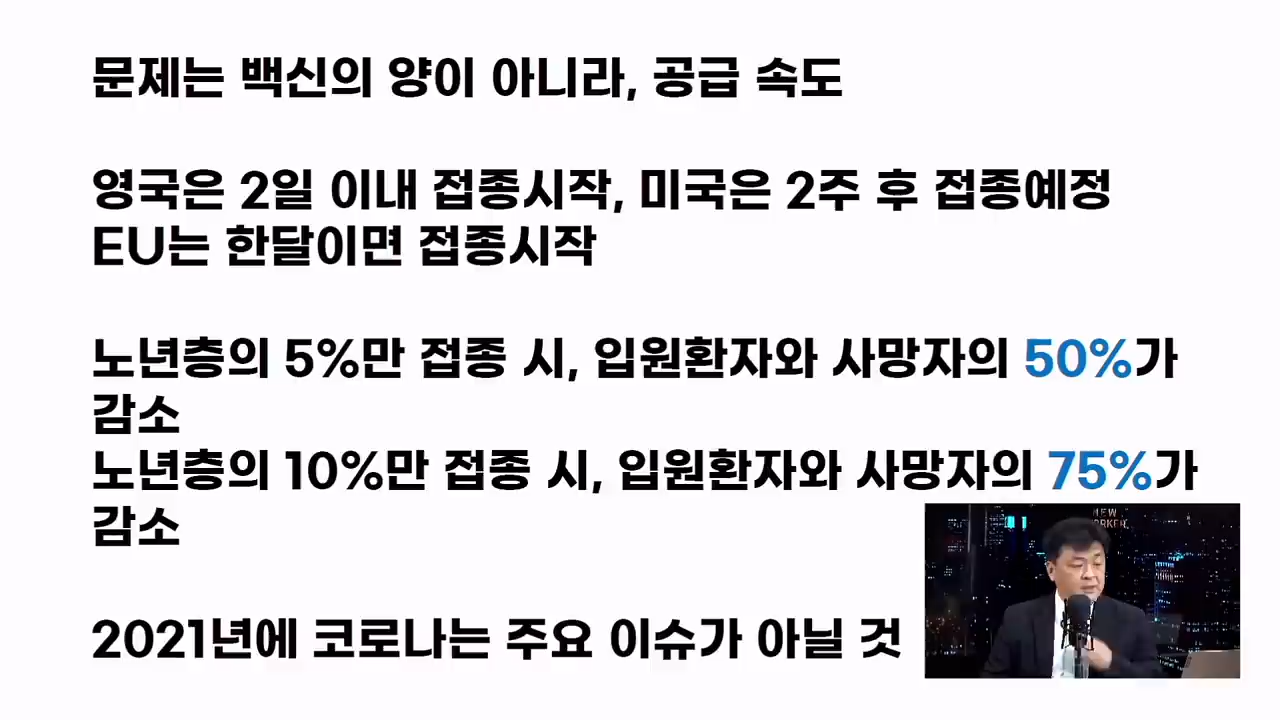 문제는 백신의 양이 아니라, 공급 속도
영국은 2일 이내 접종시작, 미국은 2주 후 접종예정
EU는 한달이면 접종시작
노년층의 5%만 접종 시, 입원환자와 사망자의 50%가
감소
노년층의 10%만 접종 시, 입원환자와 사망자의 75%가
감소
NEW
YORKER
2021년에 코로나는 주요 이슈가 아닐 것